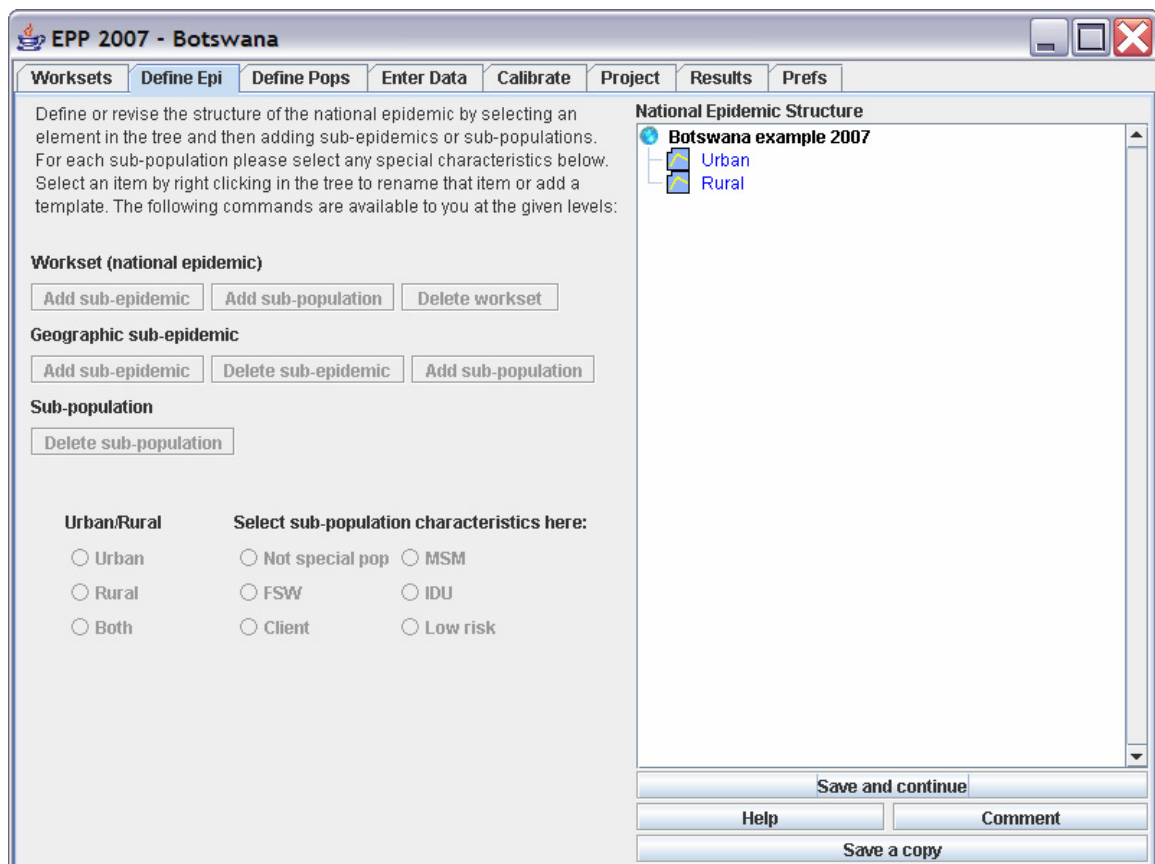 EPP 2007 - Botswana
Worksets Define Epi Define Pops Enter Data Calibrate Project Results Prefs
Define or revise the structure of the national epidemic by selecting an
element in the tree and then adding sub-epidemics or sub-populations.
For each sub-population please select any special characteristics below.
Select an item by right clicking in the tree to rename that item or add a
template. The following commands are available to you at the given levels:
Workset (national epidemic)
Add sub-epidemic Add sub-population Delete workset
Geographic sub-epidemic
Add sub-epidemic Delete sub-epidemic Add sub-population
Sub-population
Delete sub-population
Urban/Rural Select sub-population characteristics here:
Urban Not special pop MSM
Rural FSW IDU
Both Client Low risk
National Epidemic Structure
Botswana example 2007
Urban
Rural
Save and continue
Help Comment
Save a copy